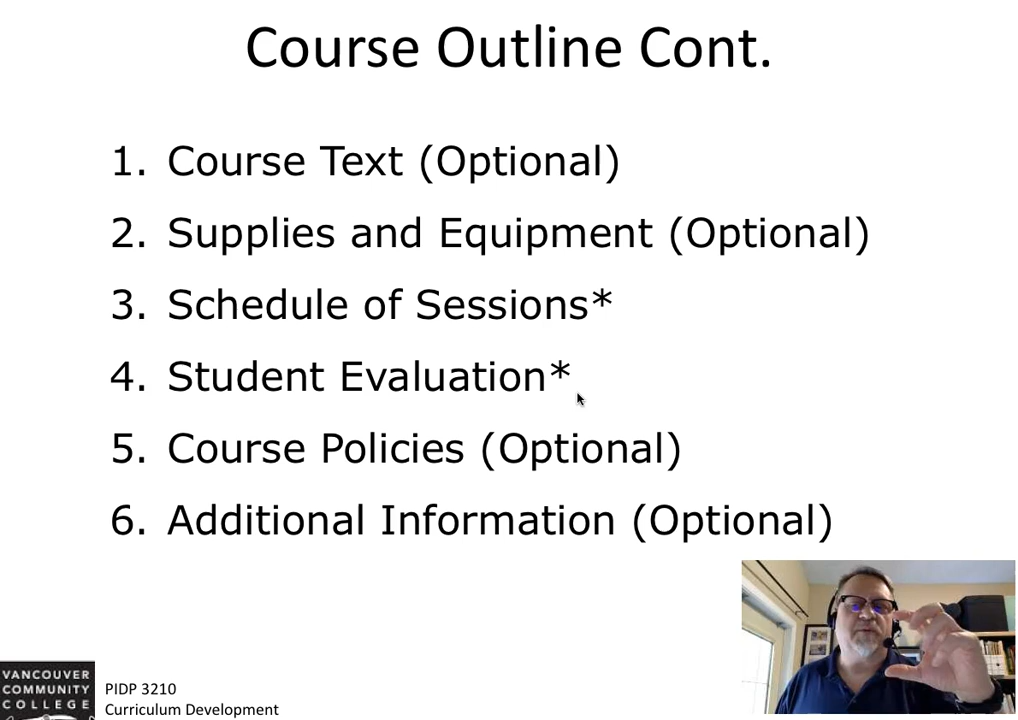 Course Outline Cont.
1. Course Text (Optional)
2. Supplies and Equipment (Optional)
3. Schedule of Sessions*
4. Student Evaluation*
5. Course Policies (Optional)
6. Additional Information (Optional)
VANCOUVER
COMMUNITY
COLLEGE
PIDP 3210
Curriculum Development